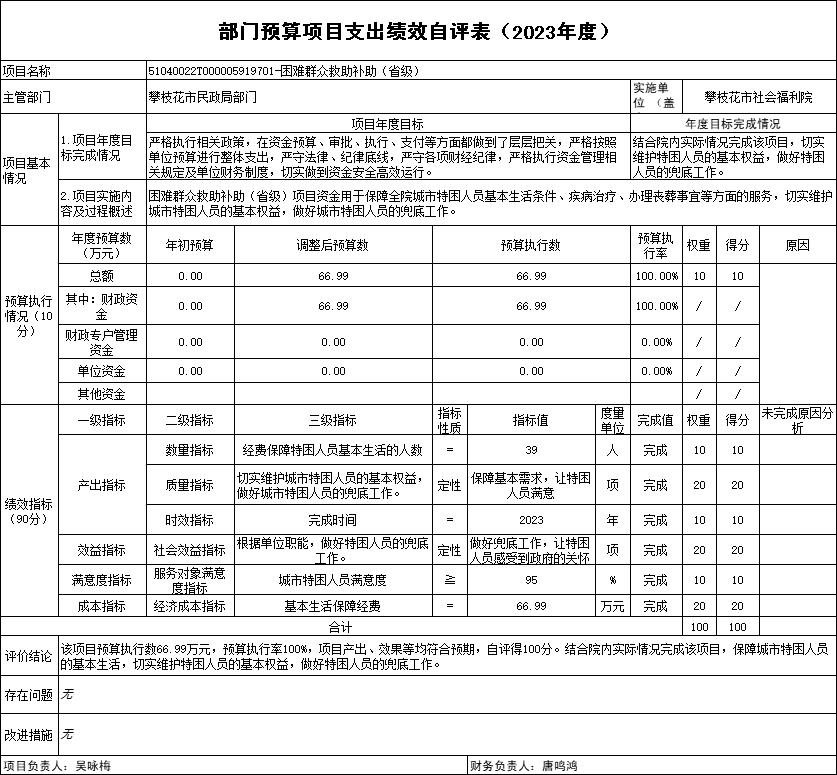 部门预算项目支出绩效自评表（2023年度）
项目名称 51040022T000005919701-困难群众救助补助（省级）
主管部门 攀枝花市民政局部门 实施单位 （盖 攀枝花市社会福利院
项目基本情况 1.项目年度目标完成情况 项目年度目标 年度目标完成情况
严格执行相关政策，在资金预算、审批、执行、支付等方面都做到了层层把关，严格按照 结合院内实际情况完成该项目，切实
单位预算进行整体支出，严守法律、纪律底线，严守各项财经纪律，严格执行资金管理相 维护特困人员的基本权益，做好特困
关规定及单位财务制度，切实做到资金安全高效运行。 人员的兜底工作。
2.项目实施内容及过程概述 困难群众救助补助（省级）项目资金用于保障全院城市特困人员基本生活条件、疾病治疗、办理丧葬事宜等方面的服务，切实维护
城市特困人员的基本权益，做好城市特困人员的兜底工作。
预算执行情况（10分） 年度预算数（万元） 年初预算 调整后预算数 预算执行数 预算执行率 权重 得分 原因
总额 0.00 66.99 66.99 100.00% 10 10
其中：财政资金 0.00 66.99 66.99 100.00% / /
财政专户管理资金 0.00 0.00 0.00 0.00% / /
单位资金 0.00 0.00 0.00 0.00% / /
其他资金 / /
绩效指标（90分） 一级指标 二级指标 三级指标 指标性质 指标值 度量单位 完成值 权重 得分 未完成原因分析
产出指标 数量指标 经费保障特困人员基本生活的人数 = 39 人 完成 10 10
质量指标 切实维护城市特困人员的基本权益，做好城市特困人员的兜底工作。 定性 保障基本需求，让特困人员满意 项 完成 20 20
时效指标 完成时间 = 2023 年 完成 10 10
效益指标 社会效益指标 根据单位职能，做好特困人员的兜底工作。 定性 做好兜底工作，让特困人员感受到政府的关怀 项 完成 20 20
满意度指标 服务对象满意度指标 城市特困人员满意度 ≧ 95 % 完成 10 10
成本指标 经济成本指标 基本生活保障经费 = 66.99 万元 完成 20 20
合计 100 100
评价结论 该项目预算执行数66.99万元，预算执行率100%，项目产出、效果等均符合预期，自评得100分。结合院内实际情况完成该项目，保障城市特困人员
的基本生活，切实维护特困人员的基本权益，做好特困人员的兜底工作。
存在问题 无
改进措施 无
项目负责人：吴咏梅 财务负责人：唐鸣鸿